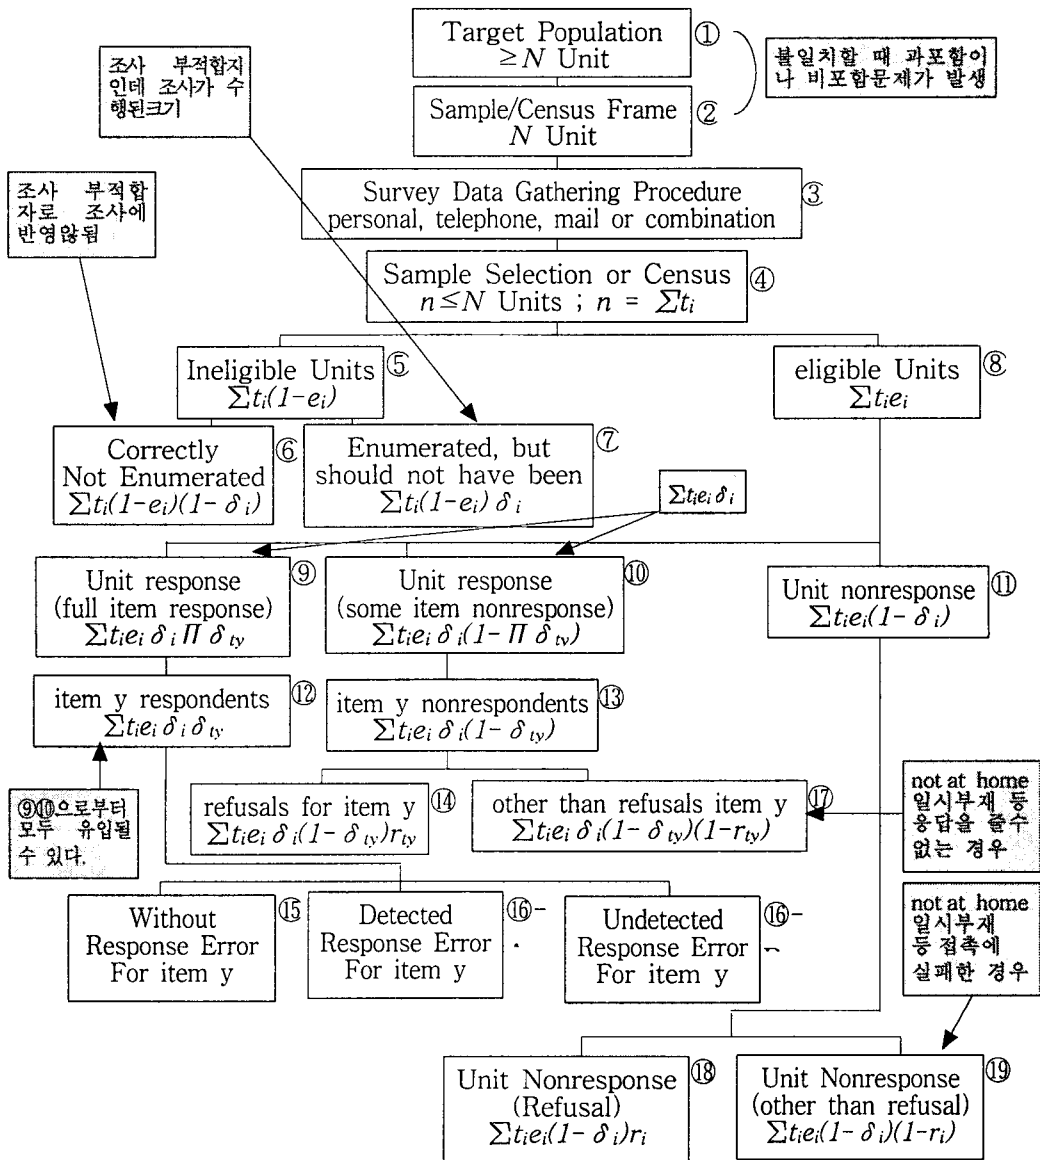 Target Population ①
≥N Unit
조사 부적합지
인데 조사가 수
행된크기
불일치할 때 과포함이
나 비포함문제가 발생
Sample/Census Frame ②
N Unit
조사 부적합
자로 조사에
반영않됨
Survey Data Gathering Procedure ③
personal, telephone, mail or combination
Sample Selection or Census ④
n≤N Units ; n = Σti
Ineligible Units ⑤
Σti(1-ei)
eligible Units ⑧
Σtiei
Correctly ⑥
Not Enumerated
Σti(1-ei)(1-δi)
Enumerated, but ⑦
should not have been
Σti(1-ei)δi
Σtieiδi
Unit response ⑨
(full item response)
ΣtieiδiΠδty
Unit response ⑩
(some item nonresponse)
Σtieiδi(1-Πδty)
Unit nonresponse ⑪
Σtiei(1-δi)
item y respondents ⑫
Σtieiδiδty
item y nonrespondents ⑬
Σtieiδi(1-δty)
⑨⑩으로부터
모두 유입될
수 있다.
refusals for item y ⑭
Σtieiδi(1-δty)rty
other than refusals item y ⑰
Σtieiδi(1-δty)(1-rty)
not at home
일시부재 등
응답을 줄수
없는 경우
Without ⑮
Response Error
For item y
Detected ⑯-
Response Error
For item y
Undetected ⑯-
Response Error
For item y
not at home
일시부재
등 접촉에
실패한 경우
Unit Nonresponse ⑱
(Refusal)
Σtiei(1-δi)ri
Unit Nonresponse ⑲
(other than refusal)
Σtiei(1-δi)(1-ri)